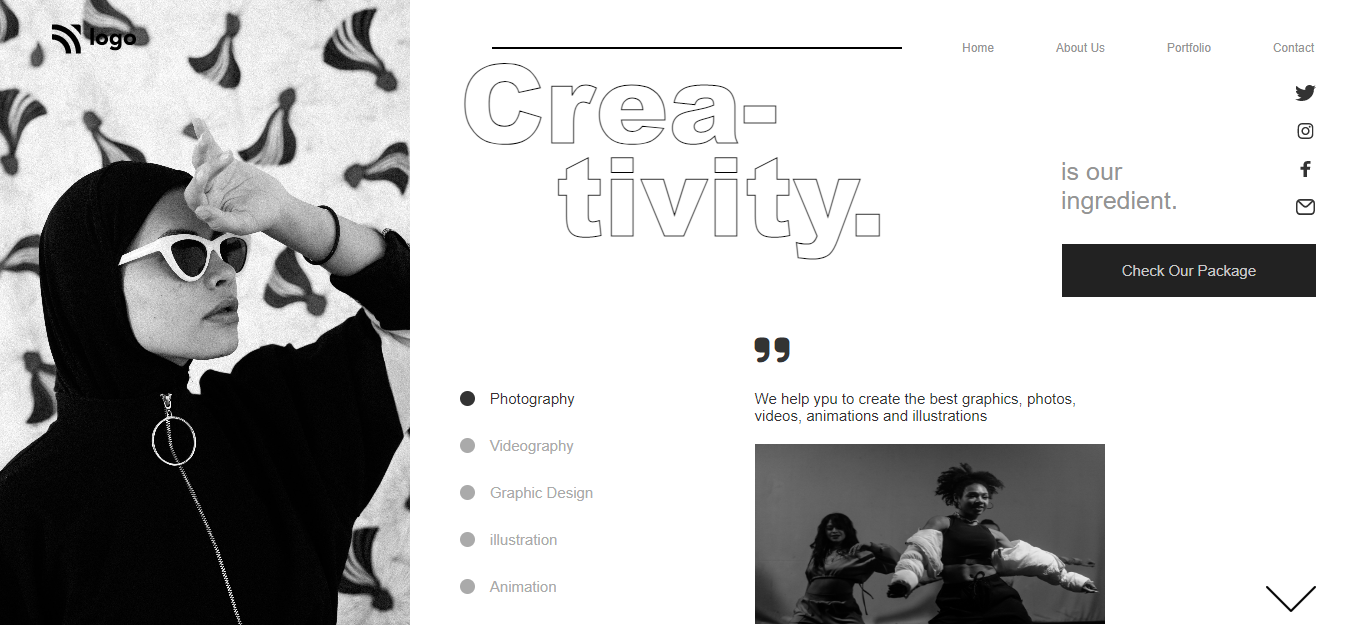 logo
Home About Us Portfolio Contact
Crea-
tivity.
is our
ingredient.
Check Our Package
Photography
Videography
Graphic Design
illustration
Animation
We help ypu to create the best graphics, photos,
videos, animations and illustrations